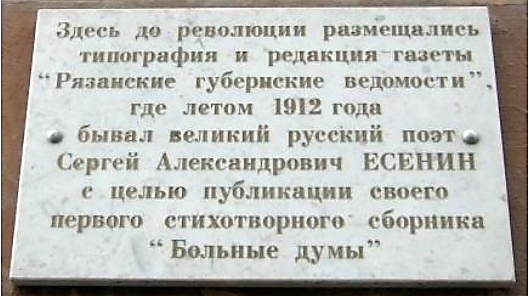 Здесь до революции размещались
типография и редакция газеты
“Рязанские губернские ведомости”,
где летом 1912 года
бывал великий русский поэт
Сергей Александрович ЕСЕНИН
с целью публикации своего
первого стихотворного сборника
“Больные думы”